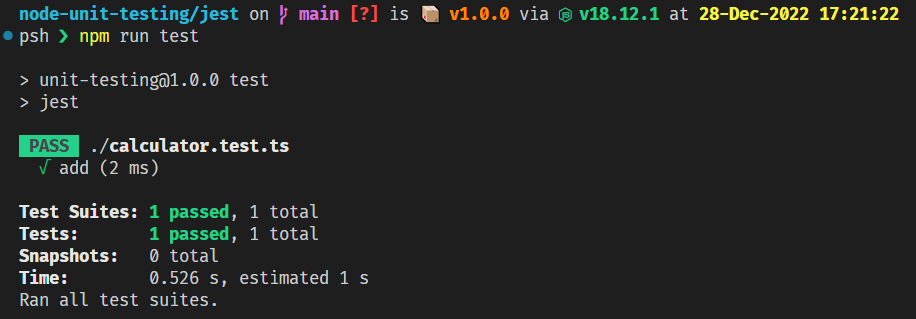 node-unit-testing/jest on main [?] is v1.0.0 via v18.12.1 at 28-Dec-2022 17:21:22
psh ❯ npm run test
> unit-testing@1.0.0 test
> jest
PASS ./calculator.test.ts
√ add (2 ms)
Test Suites: 1 passed, 1 total
Tests: 1 passed, 1 total
Snapshots: 0 total
Time: 0.526 s, estimated 1 s
Ran all test suites.